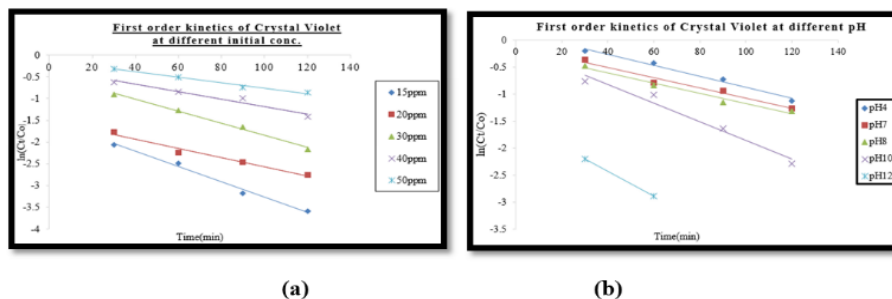 First order kinetics of Crystal Violet
at different initial conc.
0
-0.5
-1
-1.5
-2
-2.5
-3
-3.5
-4
0 20 40 60 80 100 120 140
ln(Ct/Co),
Time(min)
15ppm
20ppm
30ppm
40ppm
50ppm
(a)
First order kinetics of Crystal Violet at different pH
0
-0.5
-1
-1.5
-2
-2.5
-3
-3.5
0 20 40 60 80 100 120 140
ln(Ct/Co)
Time(min)
pH4
pH7
pH8
pH10
pH12
(b)